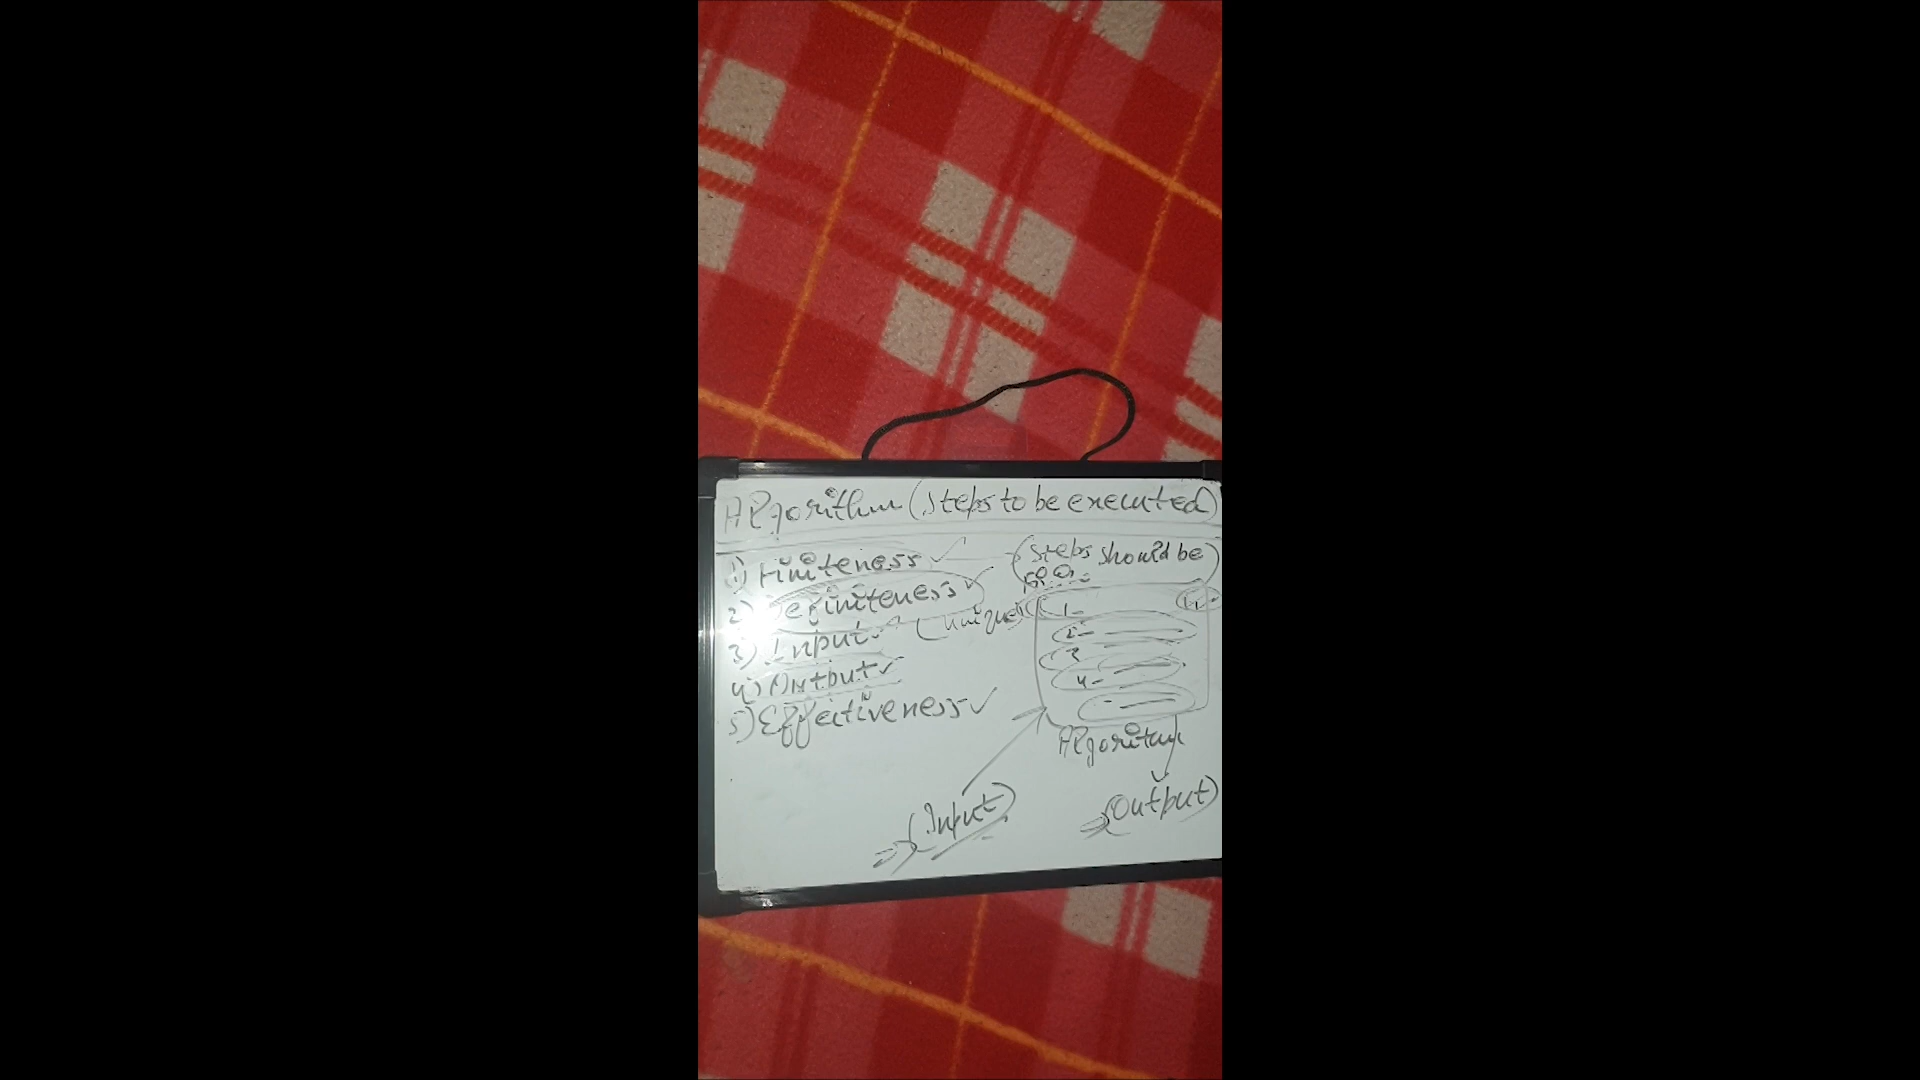 Algorithm (Steps to be executed)
1) Finiteness ✓
(steps should be
2) Definiteness ✓
3) Input ✓ (unique)
4) Output ✓
5) Effectiveness ✓
1-
2-
3
4-
Algorithm
(Input)
(Output)